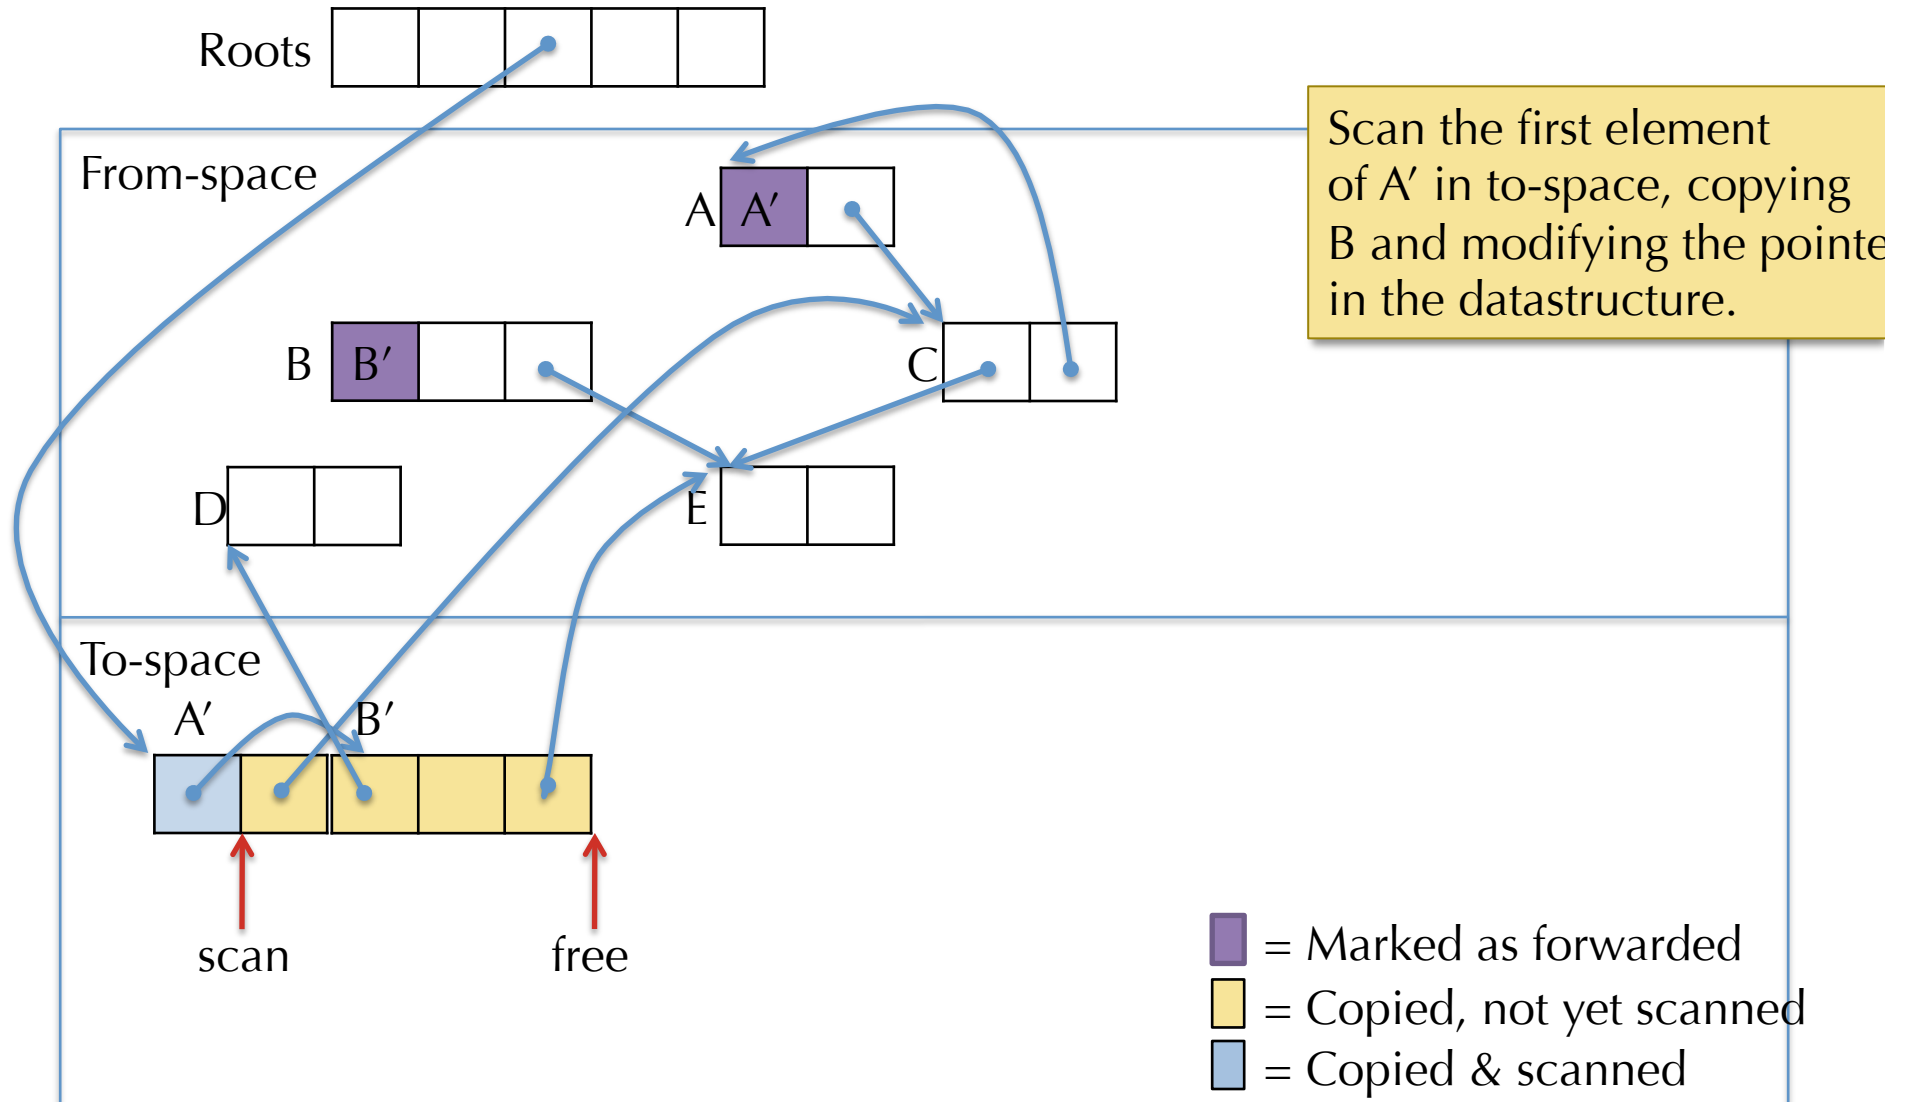 Roots
From-space
Scan the first element
of A′ in to-space, copying
B and modifying the pointe
in the datastructure.
A A′
B B′
C
D
E
To-space
A′ B′
scan free
= Marked as forwarded
= Copied, not yet scanned
= Copied & scanned